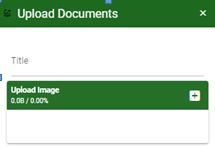 Upload Documents
Title
Upload Image
0.0B / 0.00%